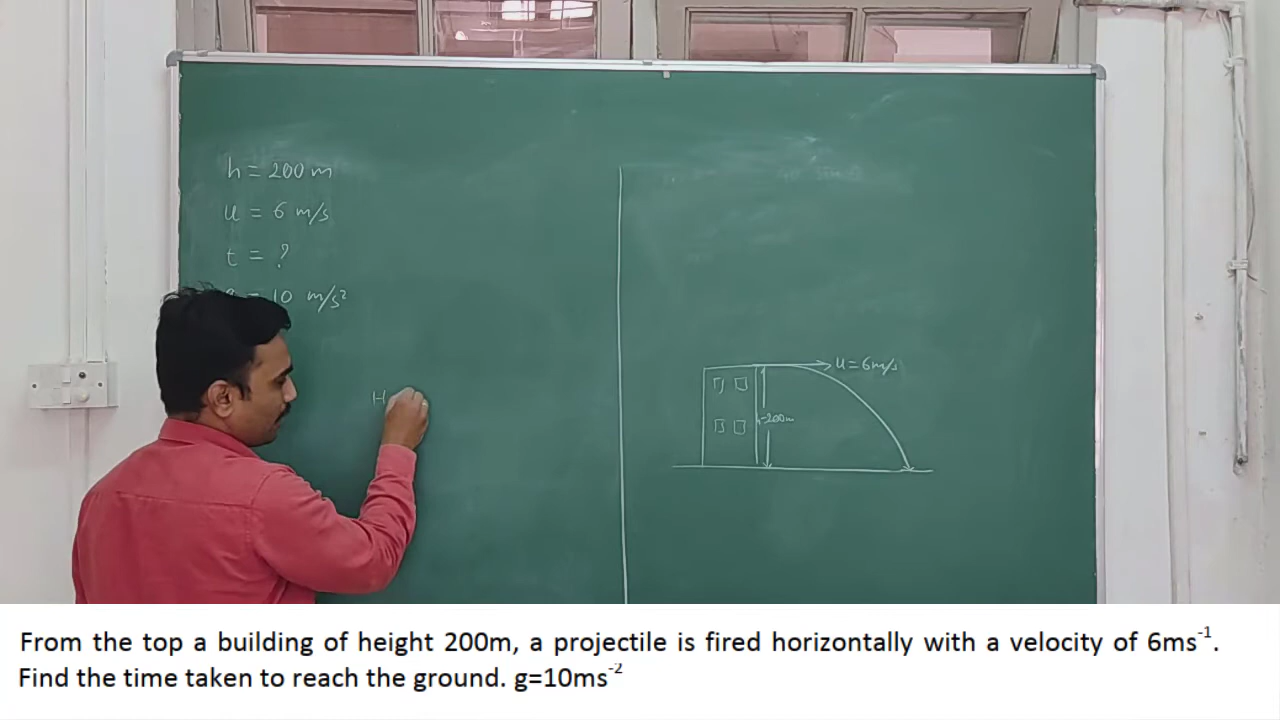 h = 200 m
u = 6 m/s
t = ?
= 10 m/s²
H
u = 6 m/s
h=200m
From the top a building of height 200m, a projectile is fired horizontally with a velocity of 6ms⁻¹.
Find the time taken to reach the ground. g=10ms⁻²